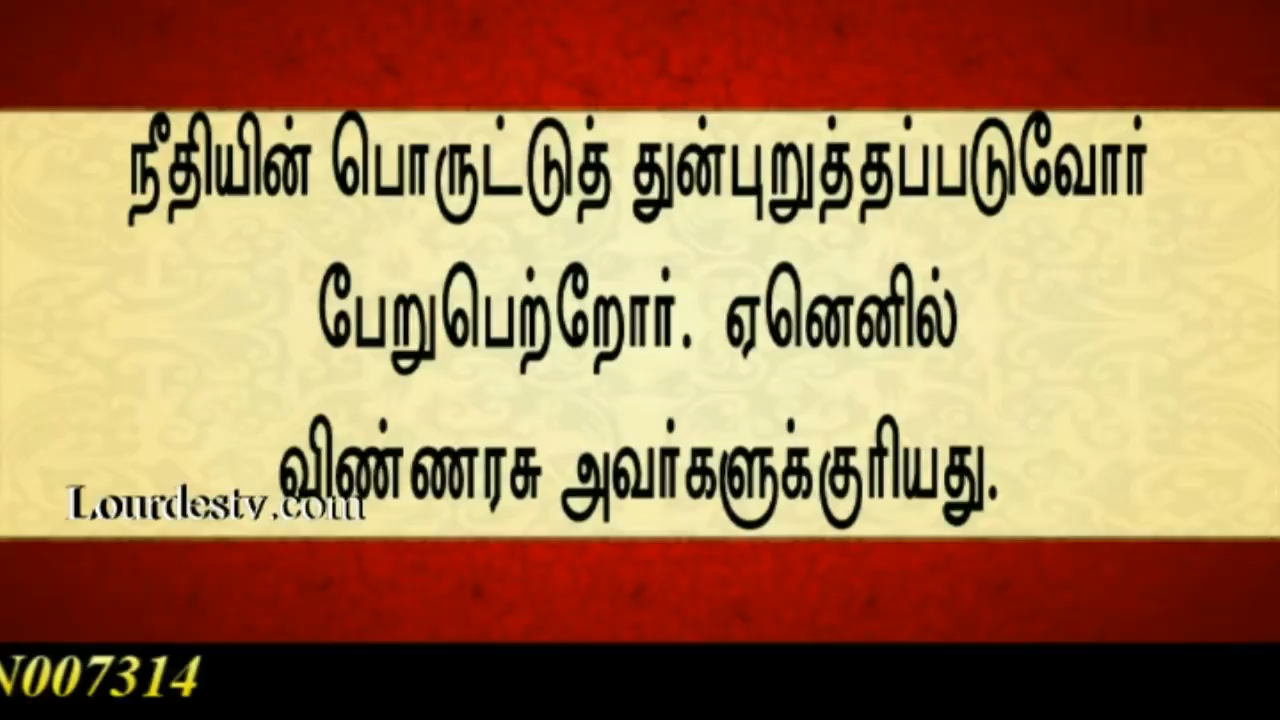 நீதியின் பொருட்டுத் துன்புறுத்தப்படுவோர்
பேறுபெற்றோர். ஏனெனில்
விண்ணரசு அவர்களுக்குரியது.
Lourdestv.com
N007314